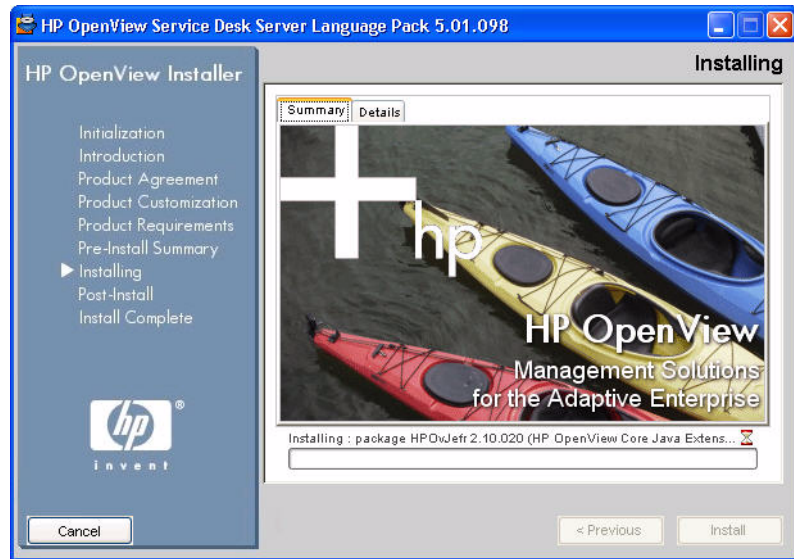 HP OpenView Service Desk Server Language Pack 5.01.098
HP OpenView Installer
Initialization
Introduction
Product Agreement
Product Customization
Product Requirements
Pre-Install Summary
Installing
Post-Install
Install Complete
hp
®
invent
Cancel
Installing
Summary
Details
hp
HP OpenView
Management Solutions
for the Adaptive Enterprise
Installing : package HPOvJefr 2.10.020 (HP OpenView Core Java Extens...
< Previous
Install